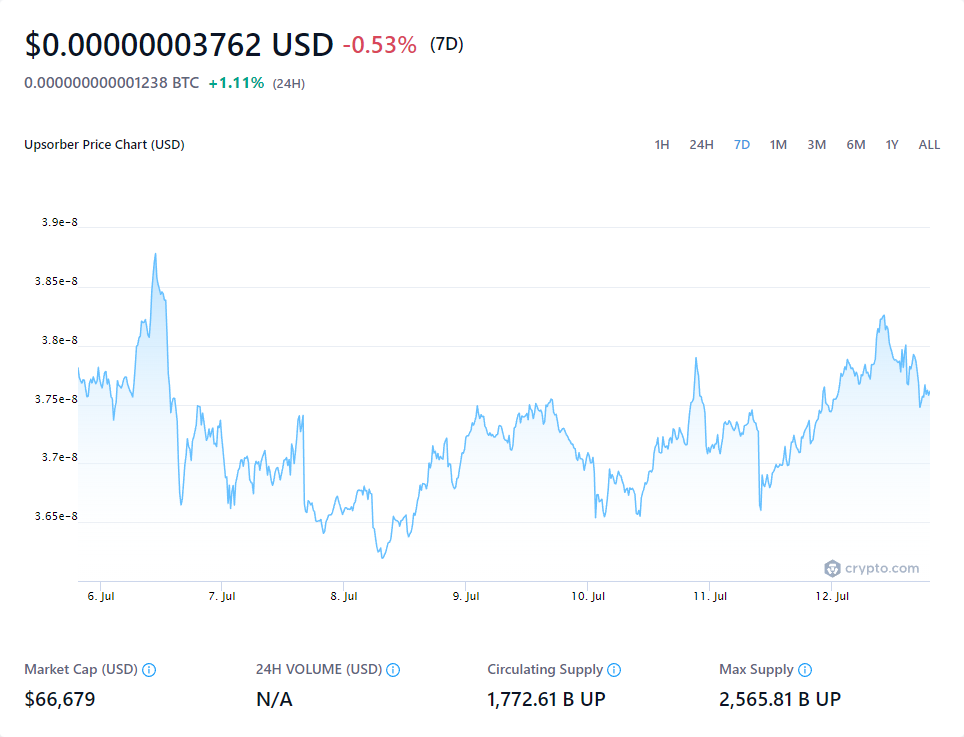 $0.00000003762 USD -0.53% (7D)
0.000000000001238 BTC +1.11% (24H)
Upsorber Price Chart (USD) 1H 24H 7D 1M 3M 6M 1Y ALL
3.9e-8
3.85e-8
3.8e-8
3.75e-8
3.7e-8
3.65e-8
crypto.com
6. Jul 7. Jul 8. Jul 9. Jul 10. Jul 11. Jul 12. Jul
Market Cap (USD) 24H VOLUME (USD) Circulating Supply Max Supply
$66,679 N/A 1,772.61 B UP 2,565.81 B UP